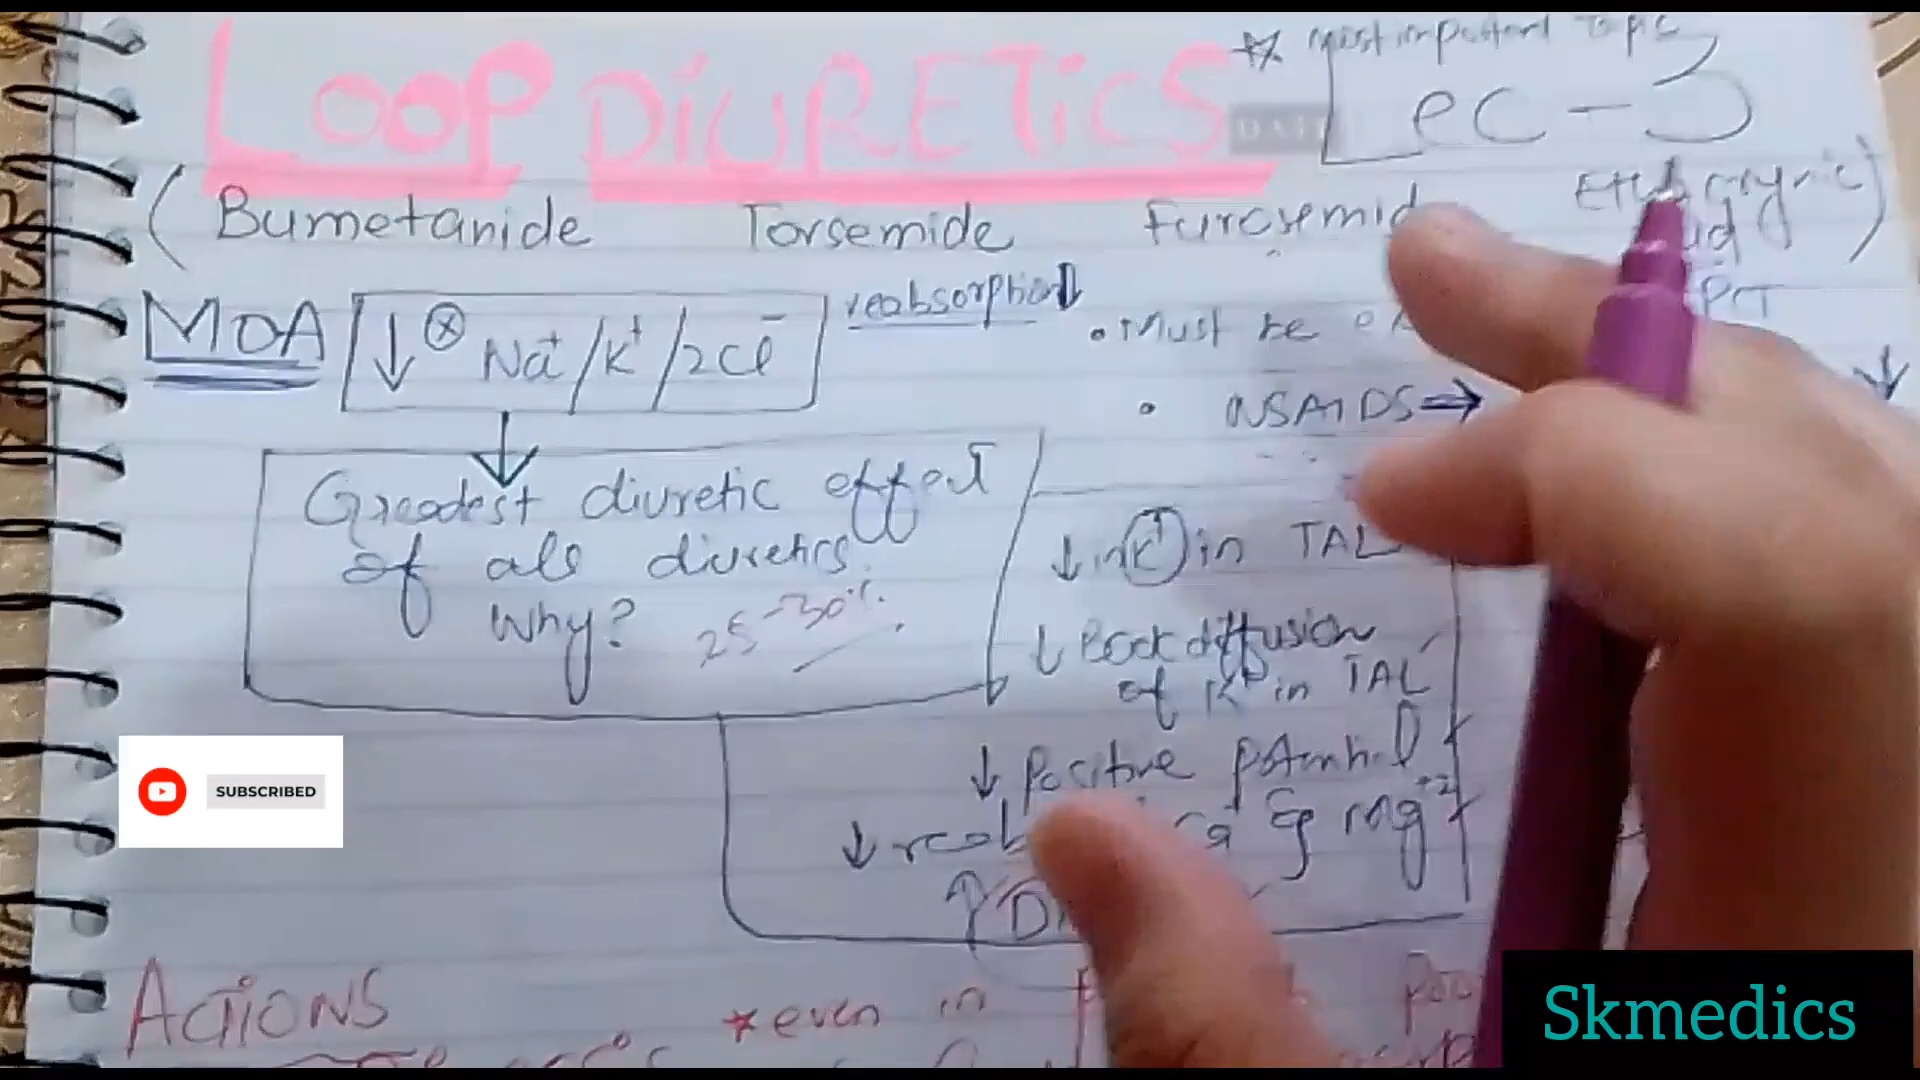 most important Topic
LOOP DIURETICS
Lec-3
(Bumetanide Torsemide Furosemid
PCT
MOA ↓ ⊗ Na+/K+/2Cl- reabsorption
• Must be
• NSAIDS →
Greatest diuretic effect
of all diuretics.
Why? 25-30%
↓ in K+ in TAL
↓ Back diffusion
of K+ in TAL
↓ Positive potential
↓ & mg+2
SUBSCRIBED
ACTIONS
*even in
Skmedics